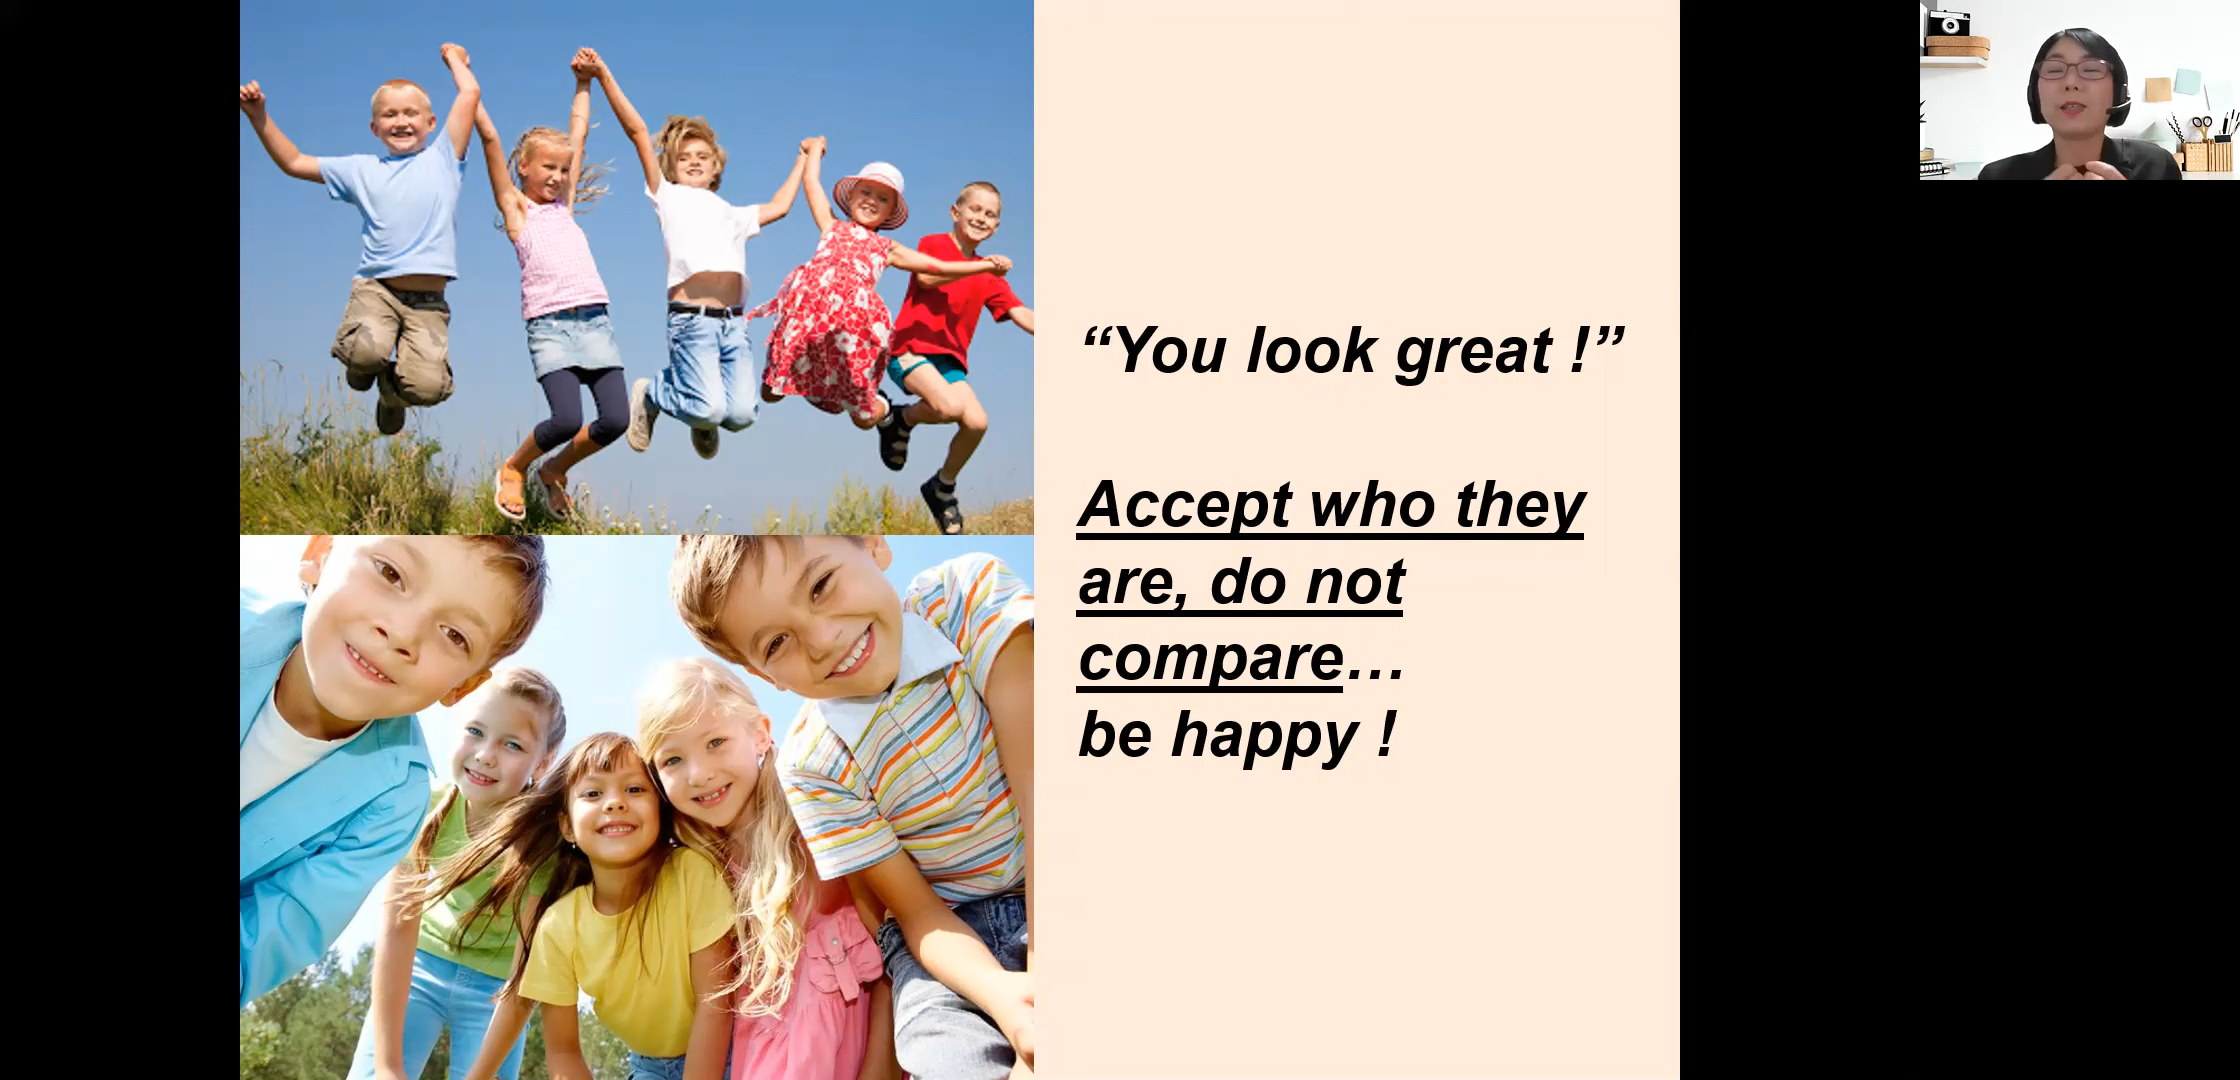 “You look great !”
Accept who they
are, do not
compare...
be happy !